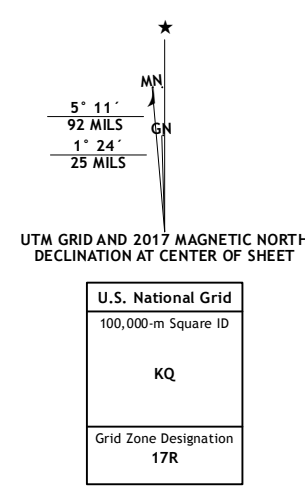 ★
MN
5° 11´
92 MILS
GN
1° 24´
25 MILS
UTM GRID AND 2017 MAGNETIC NORTH
DECLINATION AT CENTER OF SHEET
U.S. National Grid
100,000-m Square ID
KQ
Grid Zone Designation
17R